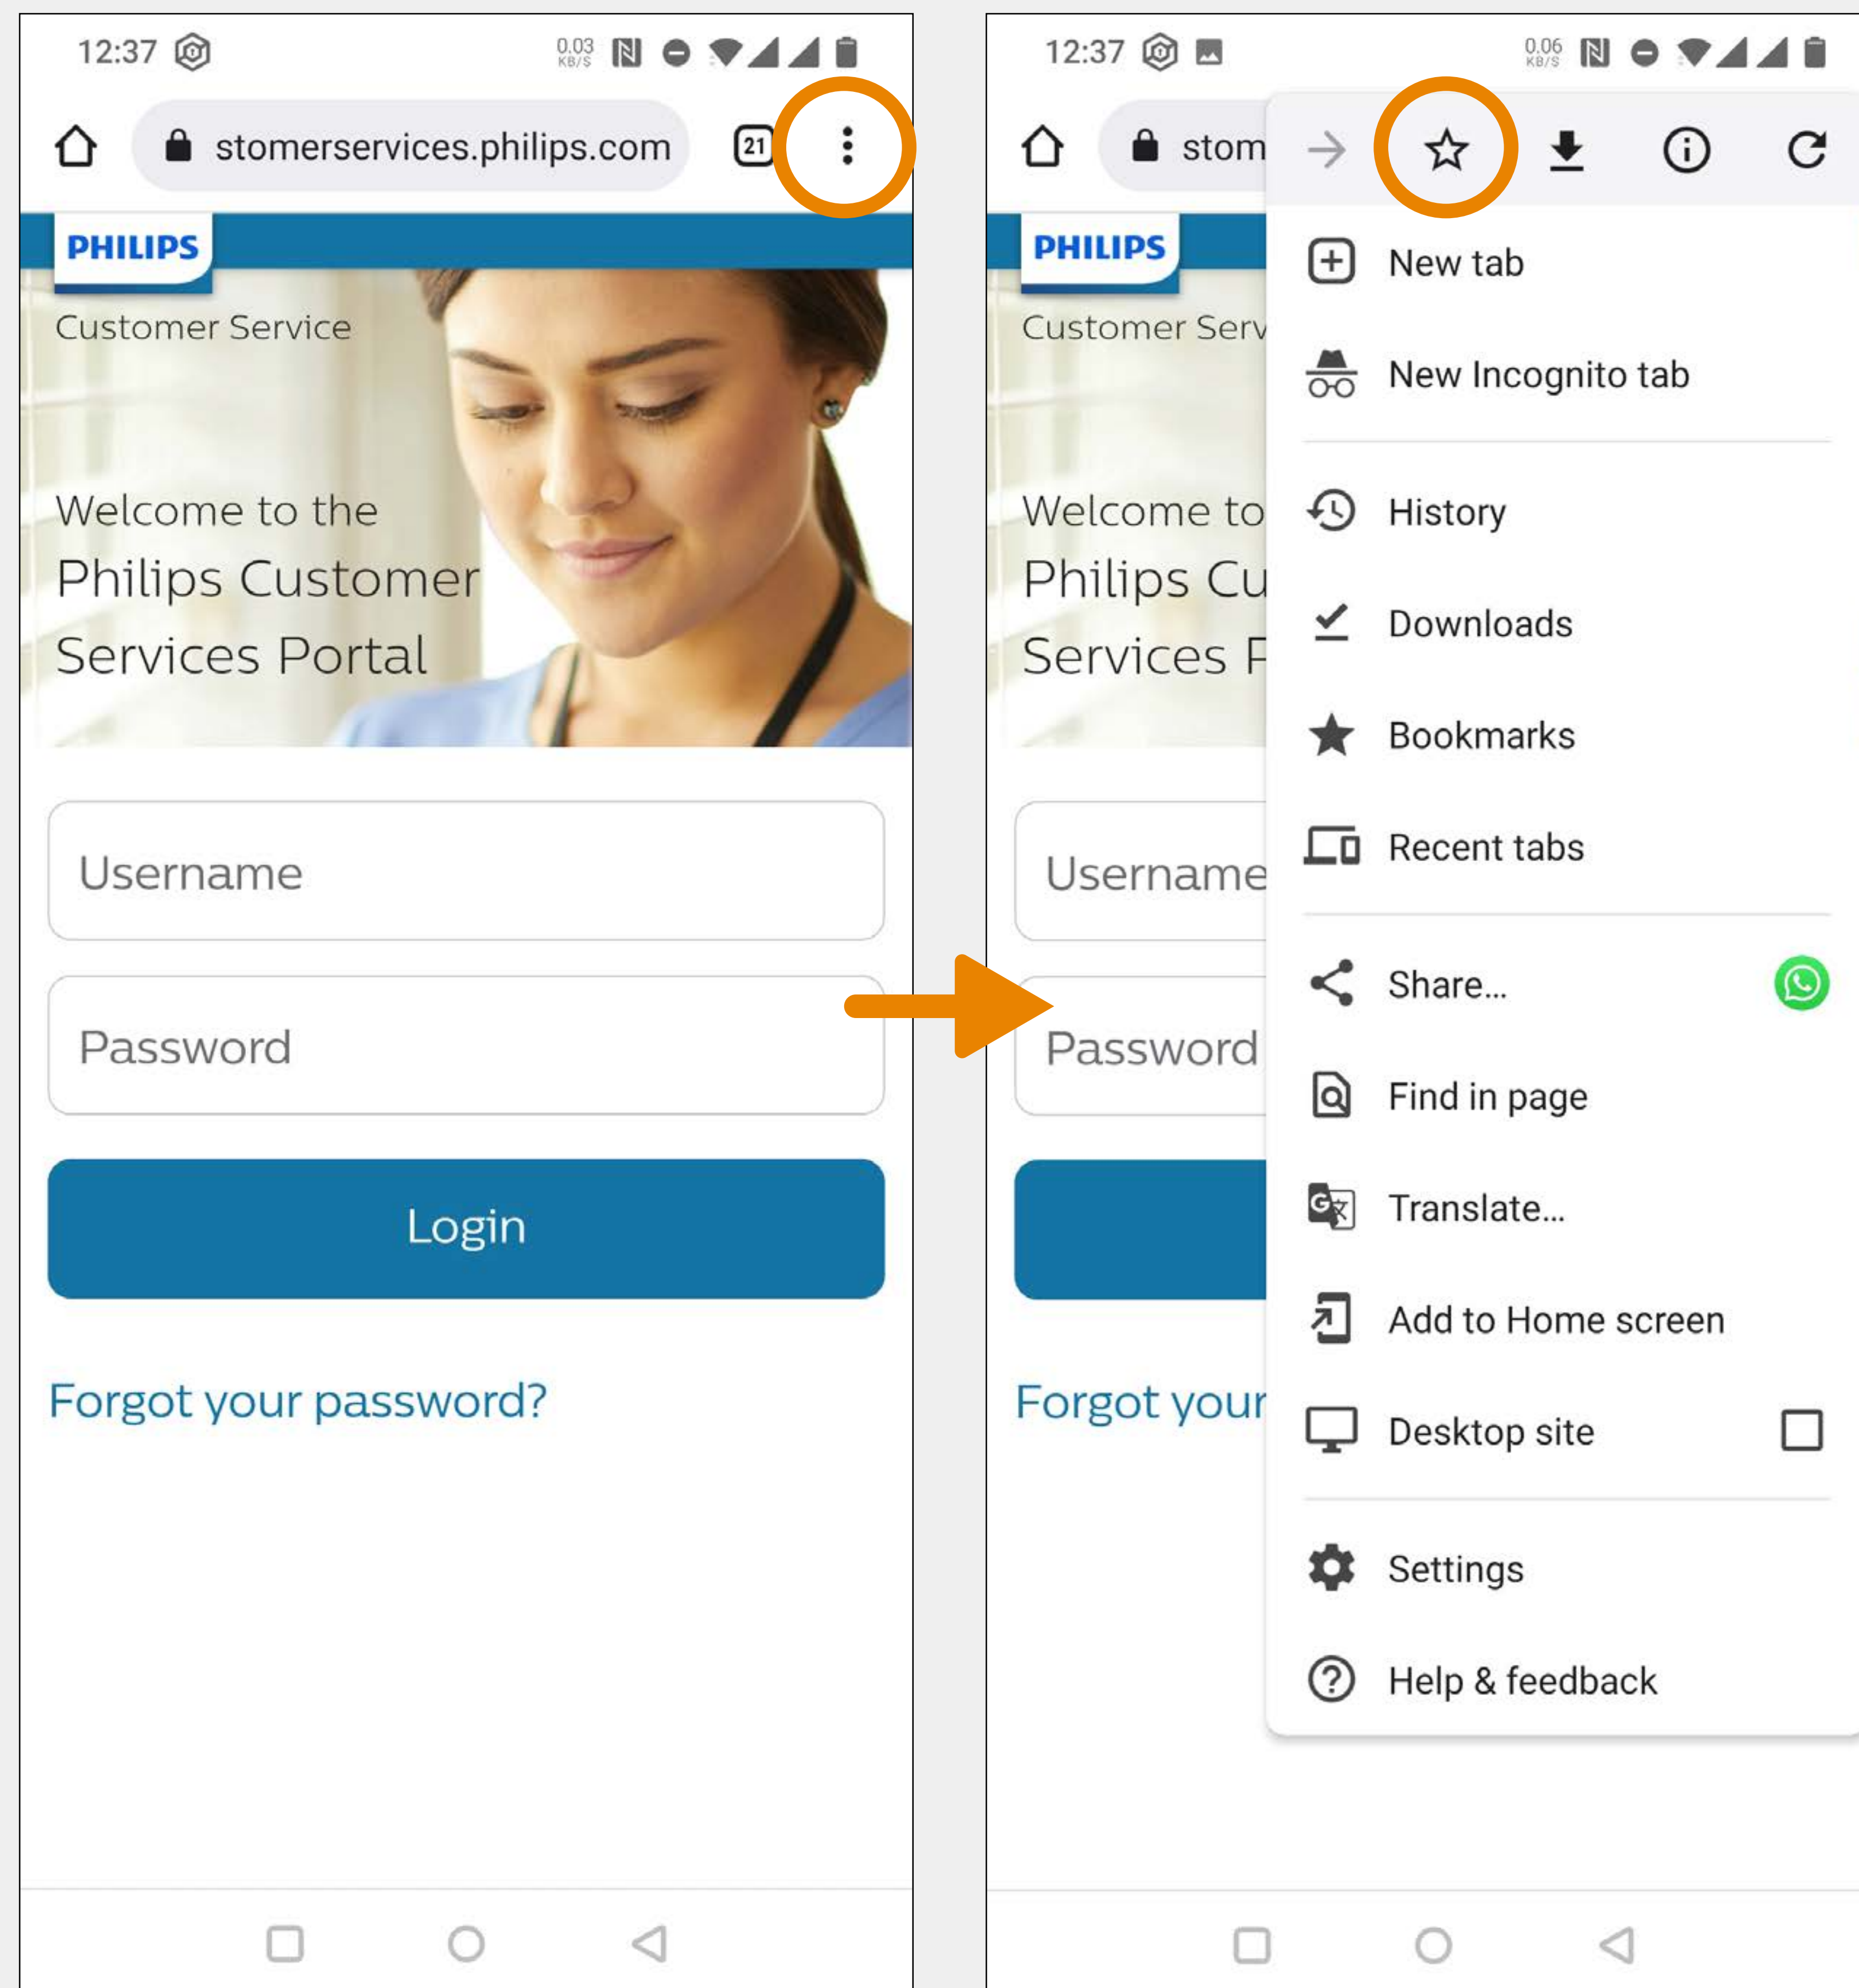 12:37
0.03
KB/S
stomerservices.philips.com
21
PHILIPS
Customer Service
Welcome to the
Philips Customer
Services Portal
Username
Password
Login
Forgot your password?
12:37
0.06
KB/S
stom
PHILIPS
Customer Serv
Welcome to
Philips Cu
Services P
Username
Password
Forgot your
New tab
New Incognito tab
History
Downloads
Bookmarks
Recent tabs
Share...
Find in page
Translate...
Add to Home screen
Desktop site
Settings
Help & feedback